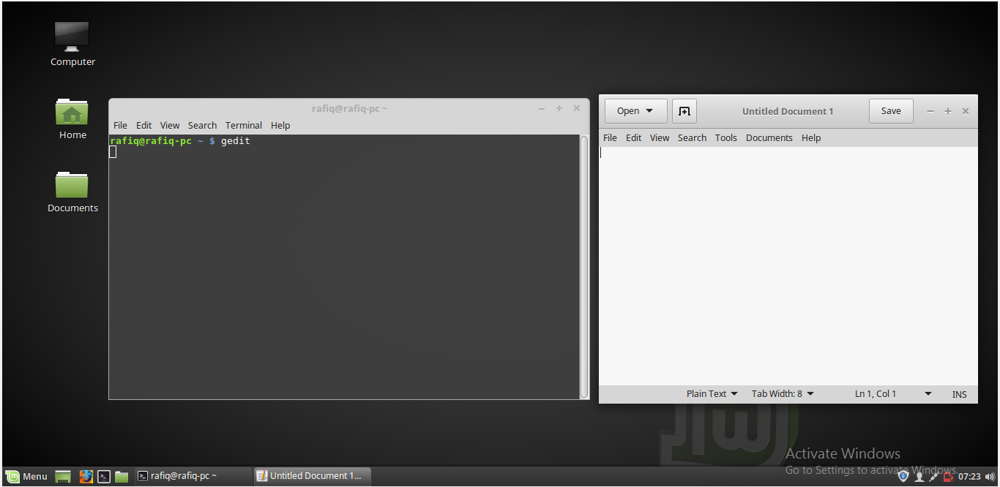 Computer
Home
Documents
rafiq@rafiq-pc ~
File Edit View Search Terminal Help
rafiq@rafiq-pc ~ $ gedit
Open
Untitled Document 1
Save
File Edit View Search Tools Documents Help
Plain Text Tab Width: 8 Ln 1, Col 1 INS
Activate Windows
Go to Settings to activate Windows.
Menu rafiq@rafiq-pc ~ Untitled Document 1... 07:23